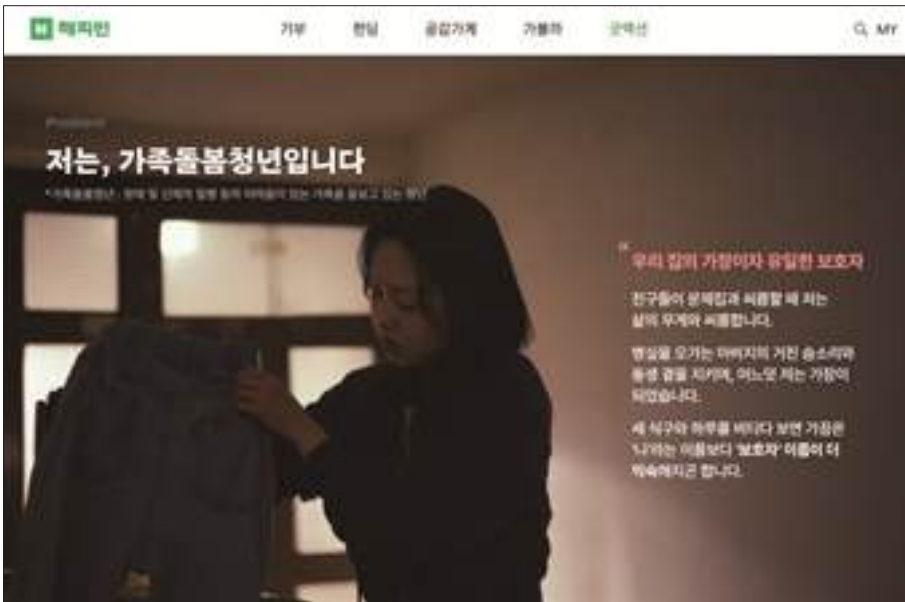 해피빈
기부 펀딩 공감가게 가볼까 굿액션
MY
저는, 가족돌봄청년입니다
우리 집의 가장이자 유일한 보호자
친구들이 문제집과 씨름할 때 저는
삶의 무게와 씨름합니다.
병실을 오가는 아버지의 거친 숨소리와
동생 곁을 지키며, 어느덧 저는 가장이
되었습니다.
세 식구와 하루를 버티다 보면 가끔은
'나'라는 이름보다 '보호자' 이름이 더
익숙해지곤 합니다.